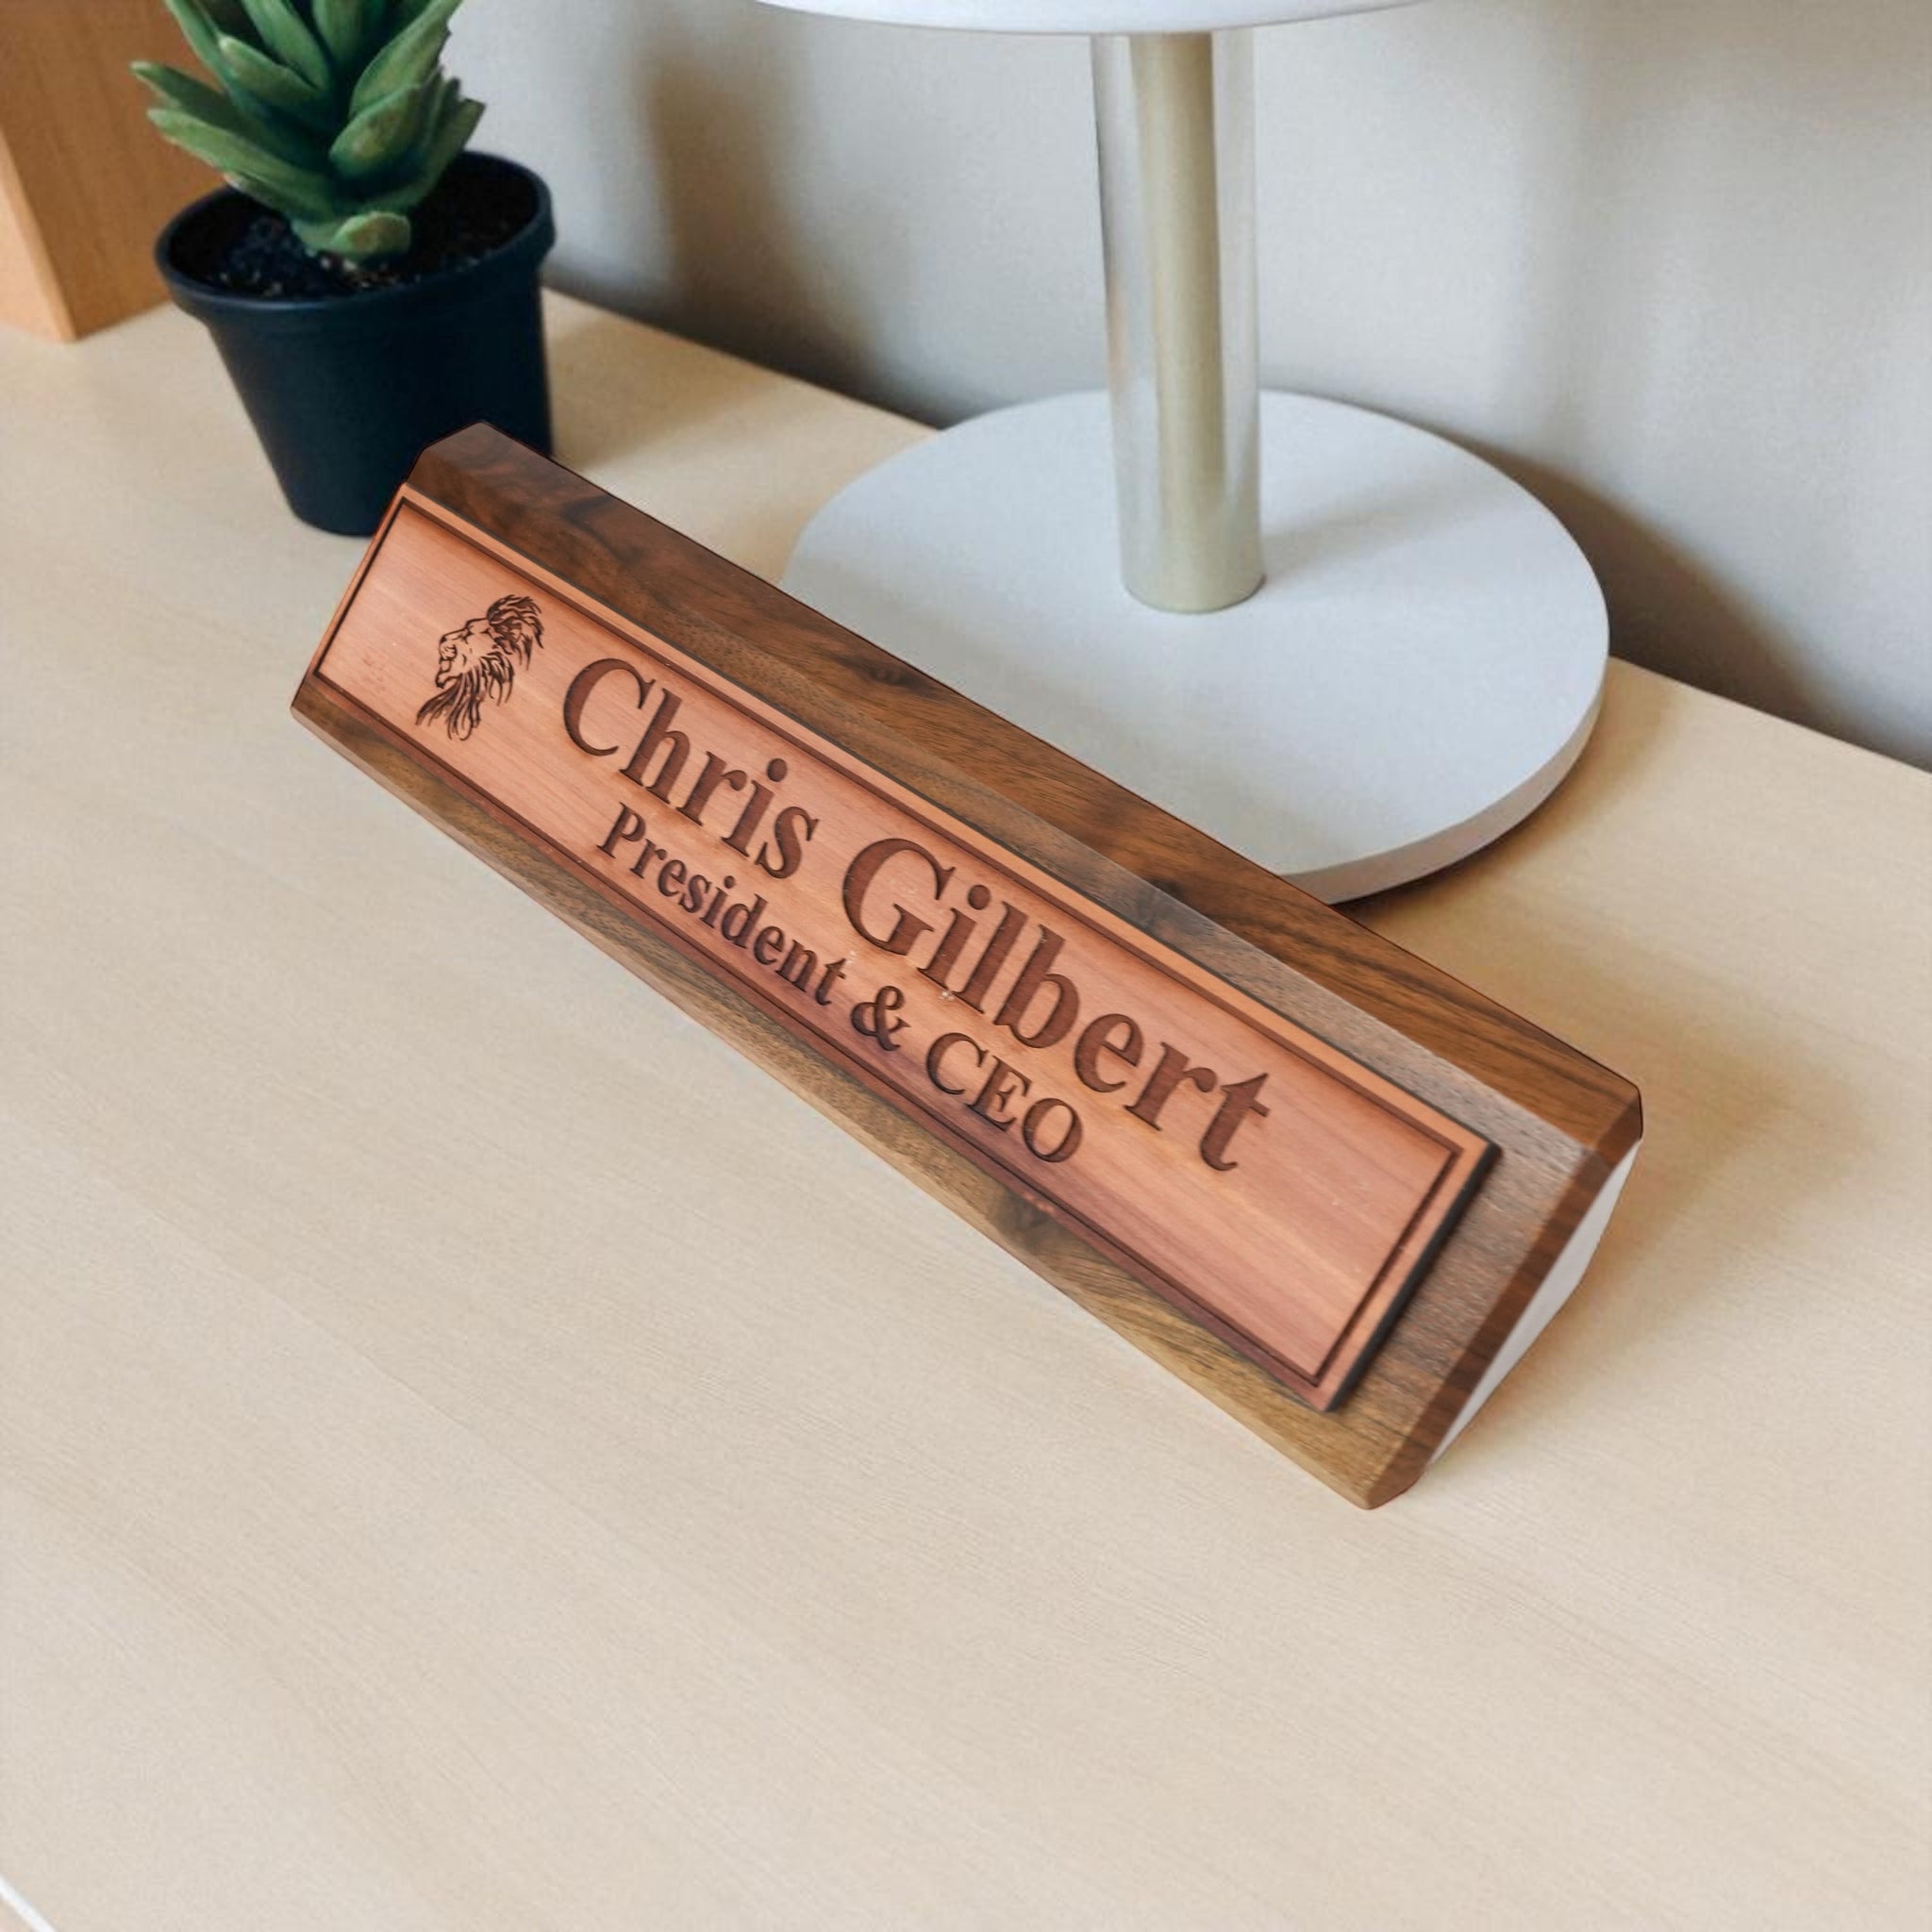 Chris Gilbert
President & CEO